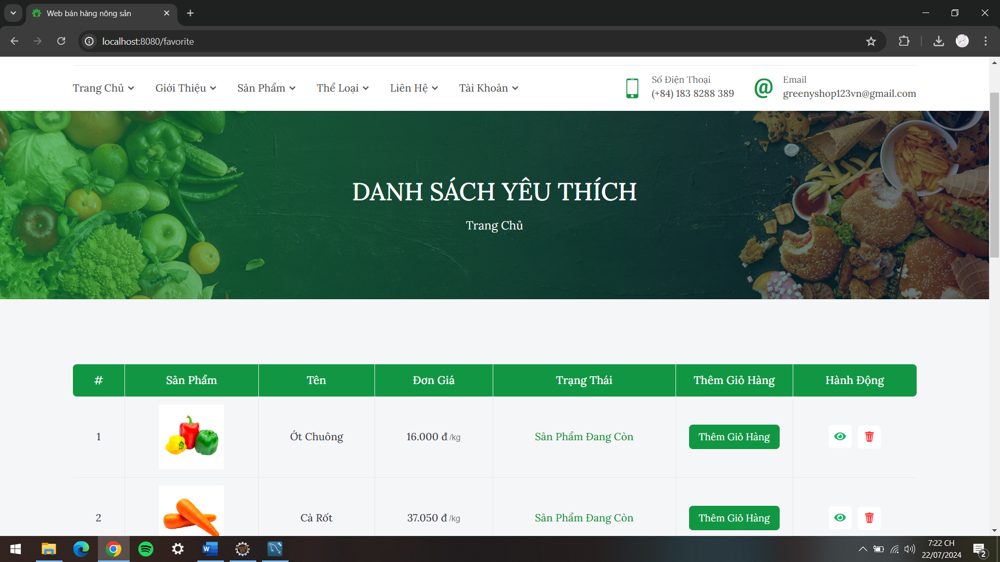 Web bán hàng nông sản
localhost:8080/favorite
Trang Chủ Giới Thiệu Sản Phẩm Thể Loại Liên Hệ Tài Khoản
Số Điện Thoại
(+84) 183 8288 389
@
Email
greenyshop123vn@gmail.com
DANH SÁCH YÊU THÍCH
Trang Chủ
# Sản Phẩm Tên Đơn Giá Trạng Thái Thêm Giỏ Hàng Hành Động
1 Ớt Chuông 16.000 đ /kg Sản Phẩm Đang Còn Thêm Giỏ Hàng
2 Cà Rốt 37.050 đ /kg Sản Phẩm Đang Còn Thêm Giỏ Hàng
W
7:22 CH
22/07/2024
2